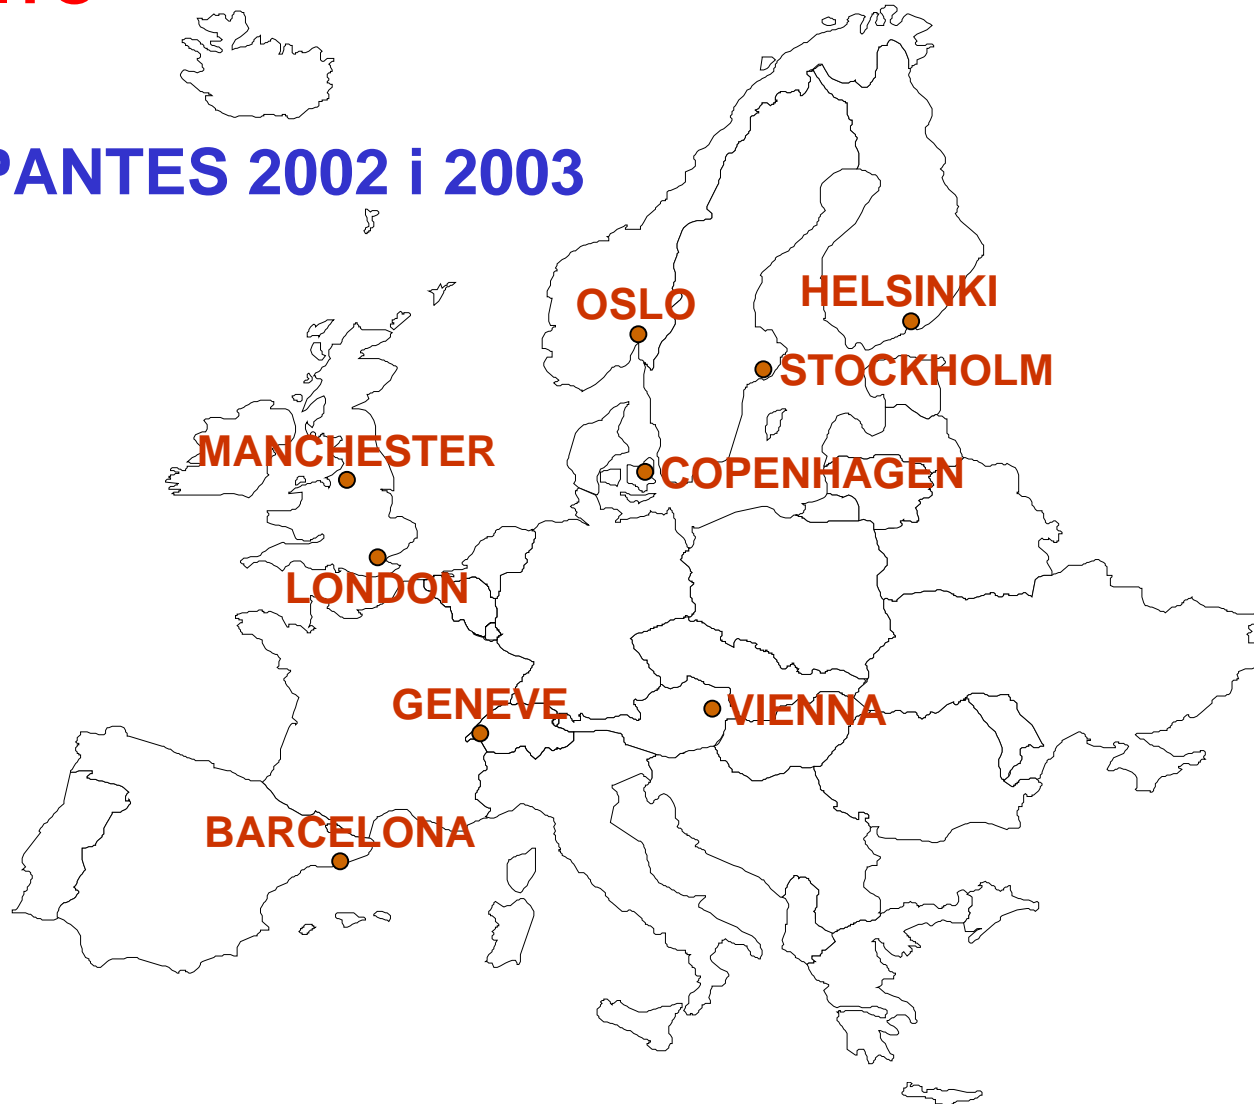 PANTES 2002 i 2003
OSLO
HELSINKI
STOCKHOLM
MANCHESTER
COPENHAGEN
LONDON
GENEVE
VIENNA
BARCELONA